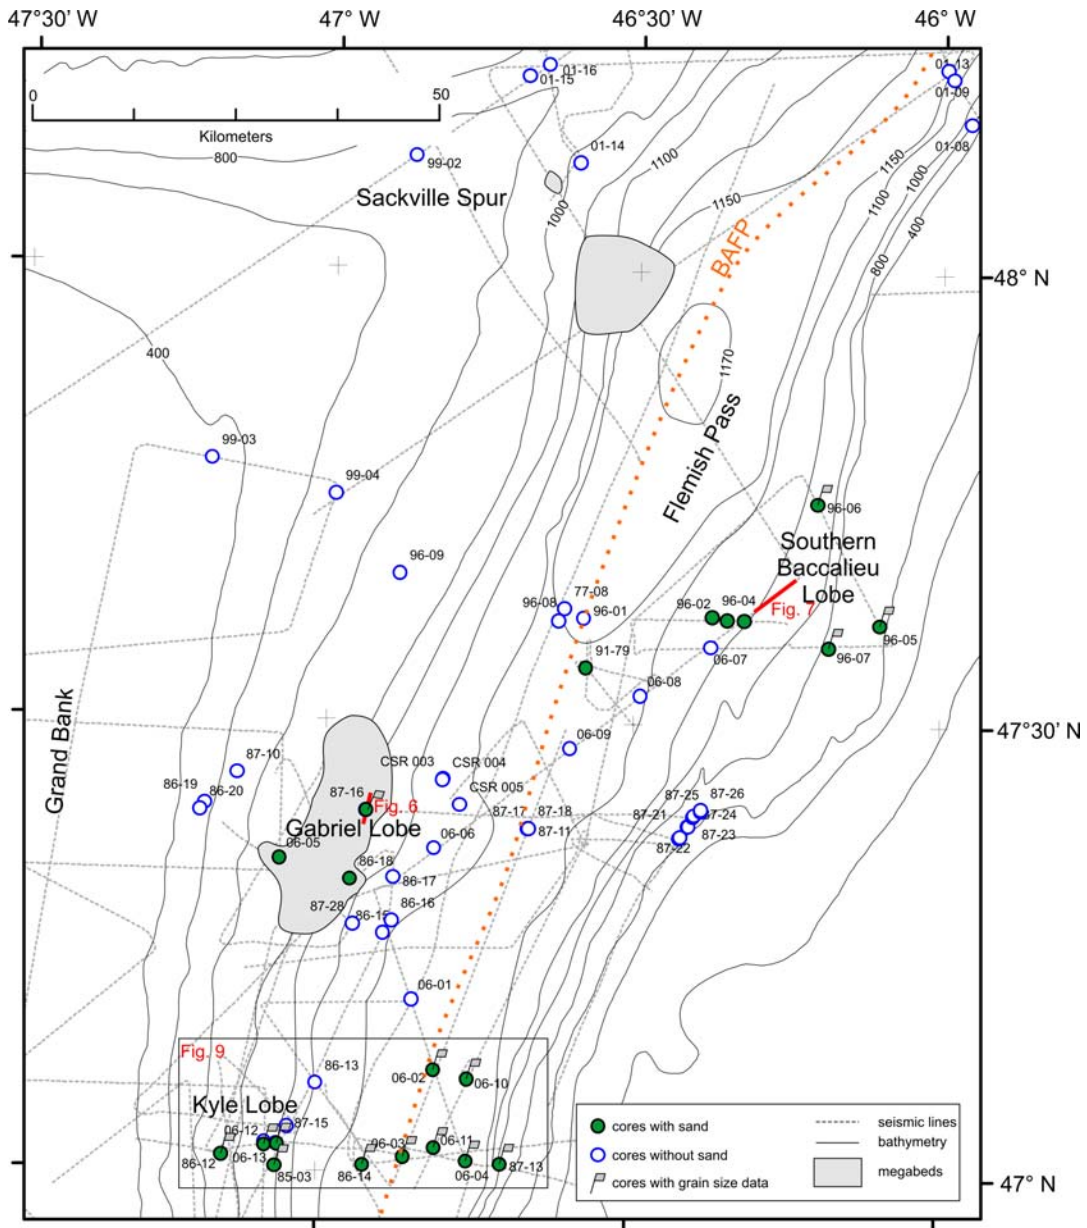 47°30' W
47° W
46°30' W
46° W
0
50
Kilometers
800
99-02
Sackville Spur
01-16
01-15
01-14
1000
1100
1150
BAFP
01-13
01-09
01-08
1150
1100
1000
400
800
48° N
400
1170
Flemish Pass
99-03
99-04
96-09
96-06
Southern
Baccalieu
Lobe
Fig. 7
77-08
96-08
96-01
96-02
96-04
91-79
06-07
96-07
96-05
06-08
06-09
47°30' N
Grand Bank
87-10
86-19
86-20
CSR 003
CSR 004
CSR 005
87-16
Fig. 6
Gabriel Lobe
06-05
06-06
87-17
87-18
87-11
87-25
87-26
87-21
87-24
87-23
87-22
86-18
86-17
87-28
86-15
86-16
06-01
Fig. 9
86-13
06-02
06-10
Kyle Lobe
06-12
87-15
86-12
06-13
85-03
96-03
06-11
86-14
06-04
87-13
47° N
cores with sand
cores without sand
cores with grain size data
seismic lines
bathymetry
megabeds